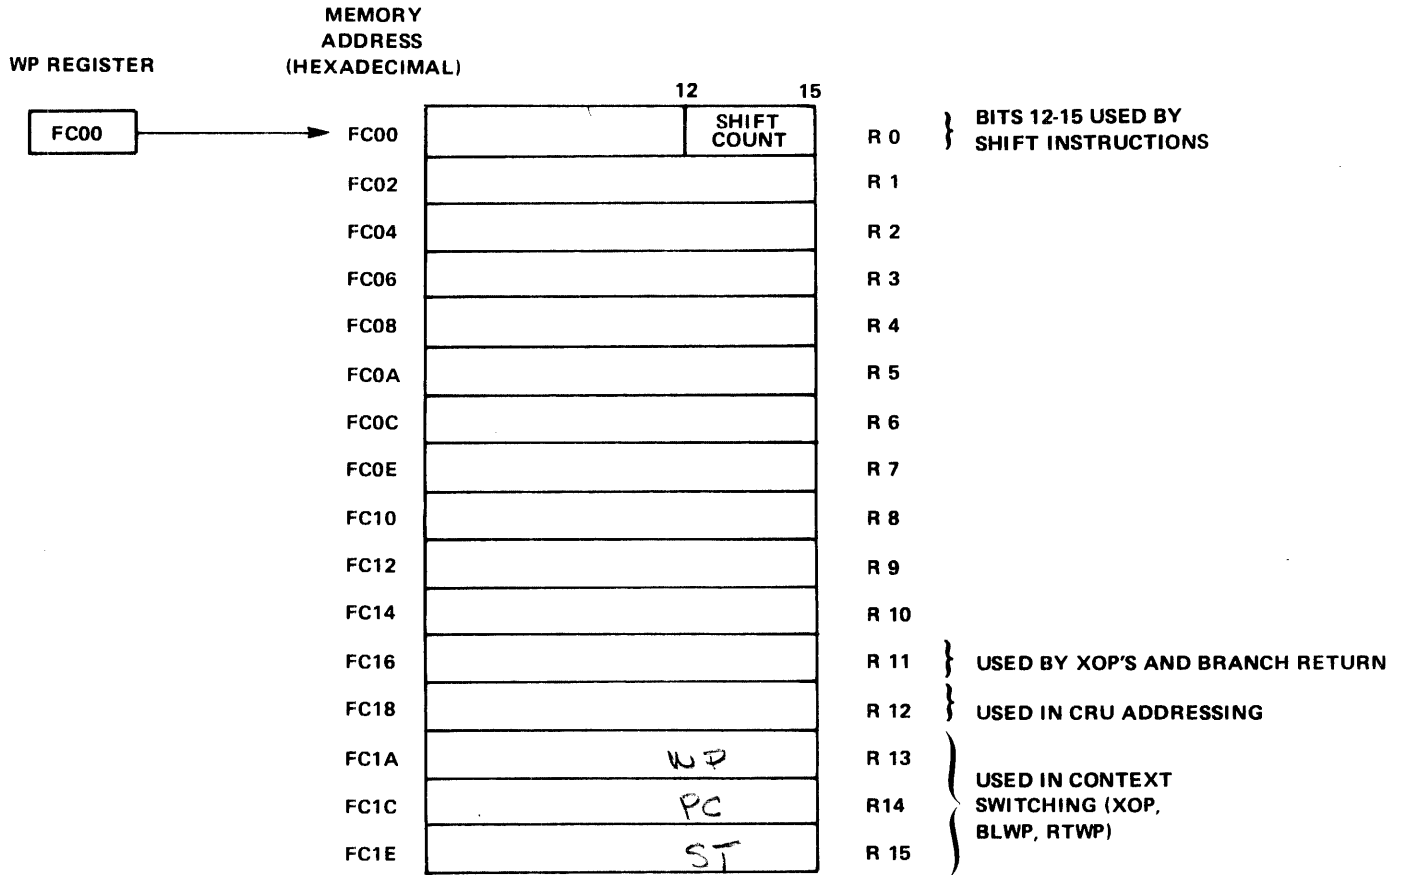 MEMORY
ADDRESS
WP REGISTER (HEXADECIMAL)
12 15
FC00 FC00 SHIFT COUNT R 0 } BITS 12-15 USED BY SHIFT INSTRUCTIONS
FC02 R 1
FC04 R 2
FC06 R 3
FC08 R 4
FC0A R 5
FC0C R 6
FC0E R 7
FC10 R 8
FC12 R 9
FC14 R 10
FC16 R 11 } USED BY XOP'S AND BRANCH RETURN
FC18 R 12 } USED IN CRU ADDRESSING
FC1A WP R 13
FC1C PC R14
FC1E ST R 15
USED IN CONTEXT
SWITCHING (XOP,
BLWP, RTWP)